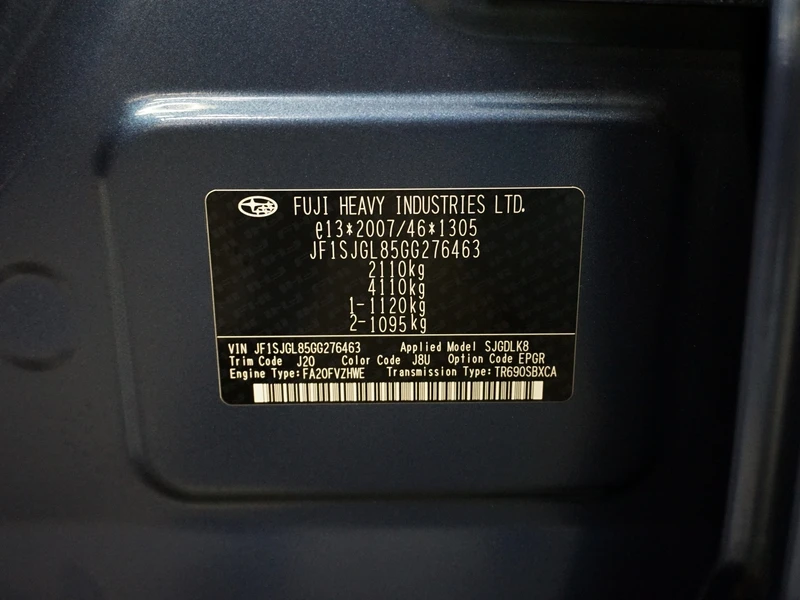 FUJI HEAVY INDUSTRIES LTD.
e13*2007/46*1305
JF1SJGL85GG276463
2110kg
4110kg
1-1120kg
2-1095kg
VIN JF1SJGL85GG276463 Applied Model SJGDLK8
Trim Code J20 Color Code J8U Option Code EPGR
Engine Type:FA20FVZHWE Transmission Type:TR690SBXCA